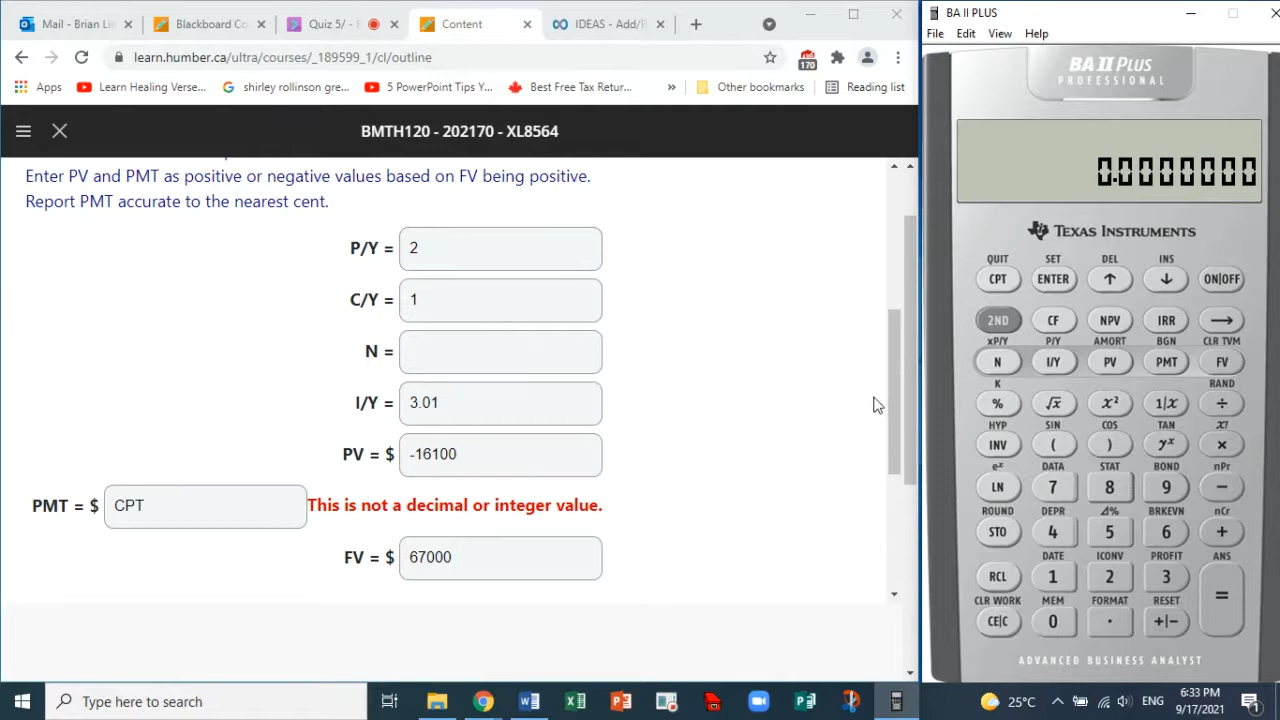 Mail - Brian Lin
Blackboard Co
Quiz 5/ - B
Content
IDEAS - Add/
learn.humber.ca/ultra/courses/_189599_1/cl/outline
170
Apps
Learn Healing Verse...
shirley rollinson gre...
5 PowerPoint Tips Y...
Best Free Tax Retur...
»
Other bookmarks
Reading list
BMTH120 - 202170 - XL8564
Enter PV and PMT as positive or negative values based on FV being positive.
Report PMT accurate to the nearest cent.
P/Y = 2
C/Y = 1
N =
I/Y = 3.01
PV = $ -16100
PMT = $ CPT This is not a decimal or integer value.
FV = $ 67000
BA II PLUS
File Edit View Help
BA II PLUS
PROFESSIONAL
0.0000000
TEXAS INSTRUMENTS
QUIT SET DEL INS
CPT ENTER ↑ ↓ ON|OFF
2ND CF NPV IRR →
xP/Y P/Y AMORT BGN CLR TVM
N I/Y PV PMT FV
K RAND
% √x x² 1/X ÷
HYP SIN COS TAN x!
INV ( ) yˣ ×
eˣ DATA STAT BOND nPr
LN 7 8 9 −
ROUND DEPR Δ% BRKEVN nCr
STO 4 5 6 +
DATE ICONV PROFIT ANS
RCL 1 2 3 =
CLR WORK MEM FORMAT RESET
CE|C 0 . +|−
ADVANCED BUSINESS ANALYST
Type here to search
25°C
ENG
6:33 PM
9/17/2021
1